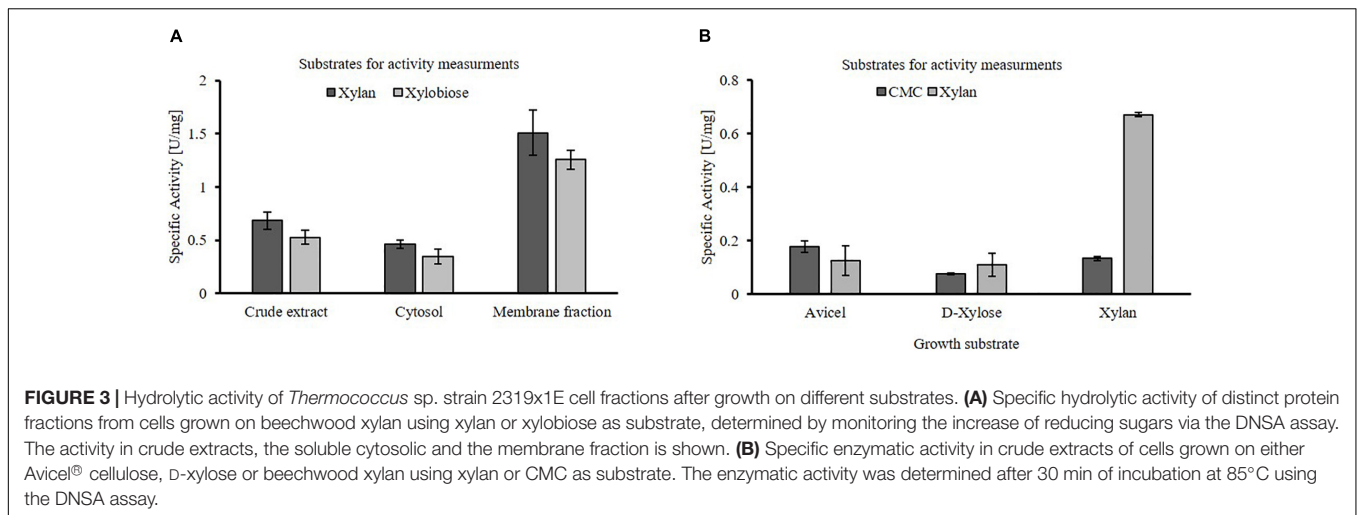 A
Substrates for activity measurments
Xylan Xylobiose
Specific Activity [U/mg]
2
1.5
1
0.5
0
Crude extract Cytosol Membrane fraction
B
Substrates for activity measurments
CMC Xylan
Specific Activity [U/mg]
0.8
0.6
0.4
0.2
0
Avicel D-Xylose Xylan
Growth substrate
FIGURE 3 | Hydrolytic activity of Thermococcus sp. strain 2319x1E cell fractions after growth on different substrates. (A) Specific hydrolytic activity of distinct protein
fractions from cells grown on beechwood xylan using xylan or xylobiose as substrate, determined by monitoring the increase of reducing sugars via the DNSA assay.
The activity in crude extracts, the soluble cytosolic and the membrane fraction is shown. (B) Specific enzymatic activity in crude extracts of cells grown on either
Avicel® cellulose, D-xylose or beechwood xylan using xylan or CMC as substrate. The enzymatic activity was determined after 30 min of incubation at 85°C using
the DNSA assay.